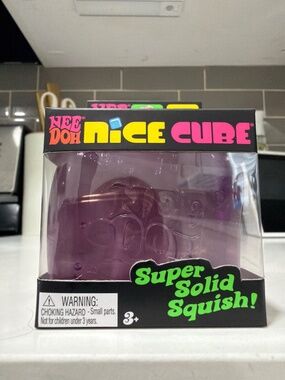 NEE
DOH
NiCE CUBE
Super
Solid
Squish!
WARNING:
CHOKING HAZARD - Small parts.
Not for children under 3 years.
3+